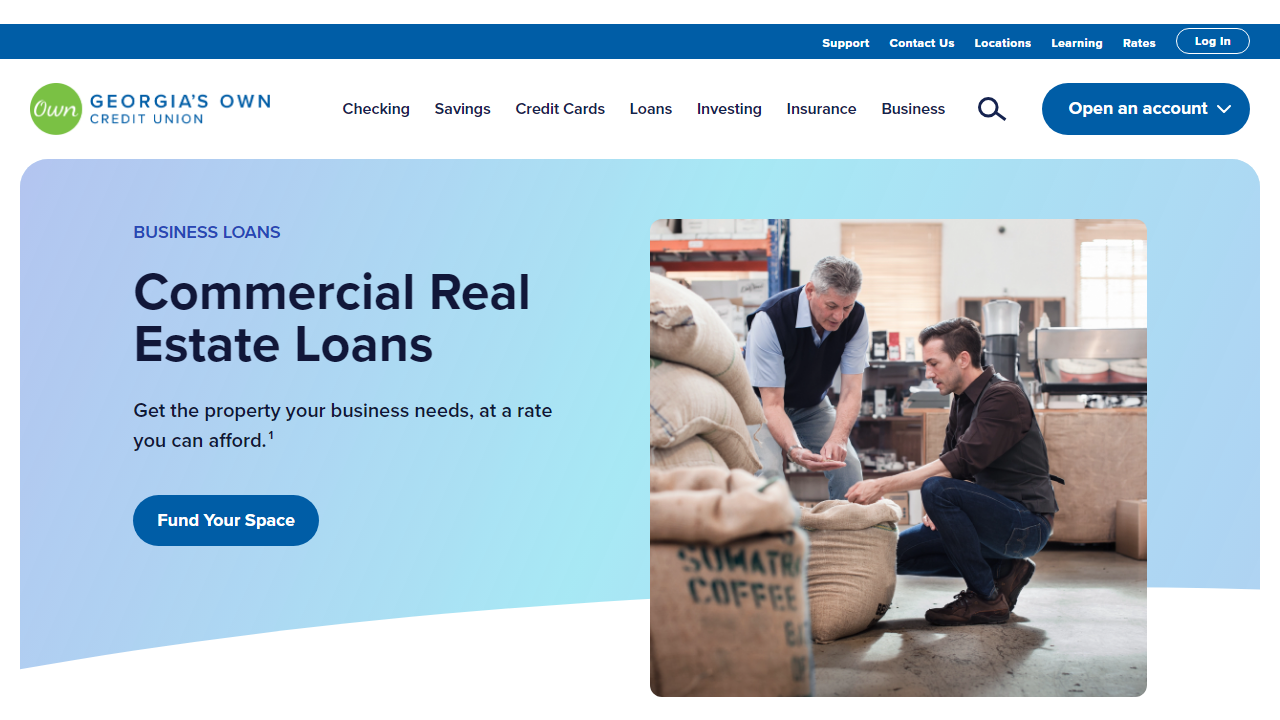 Support Contact Us Locations Learning Rates Log In
Own GEORGIA'S OWN
CREDIT UNION
Checking Savings Credit Cards Loans Investing Insurance Business Open an account
BUSINESS LOANS
Commercial Real
Estate Loans
Get the property your business needs, at a rate
you can afford.¹
Fund Your Space
SUMATR
COFFEE